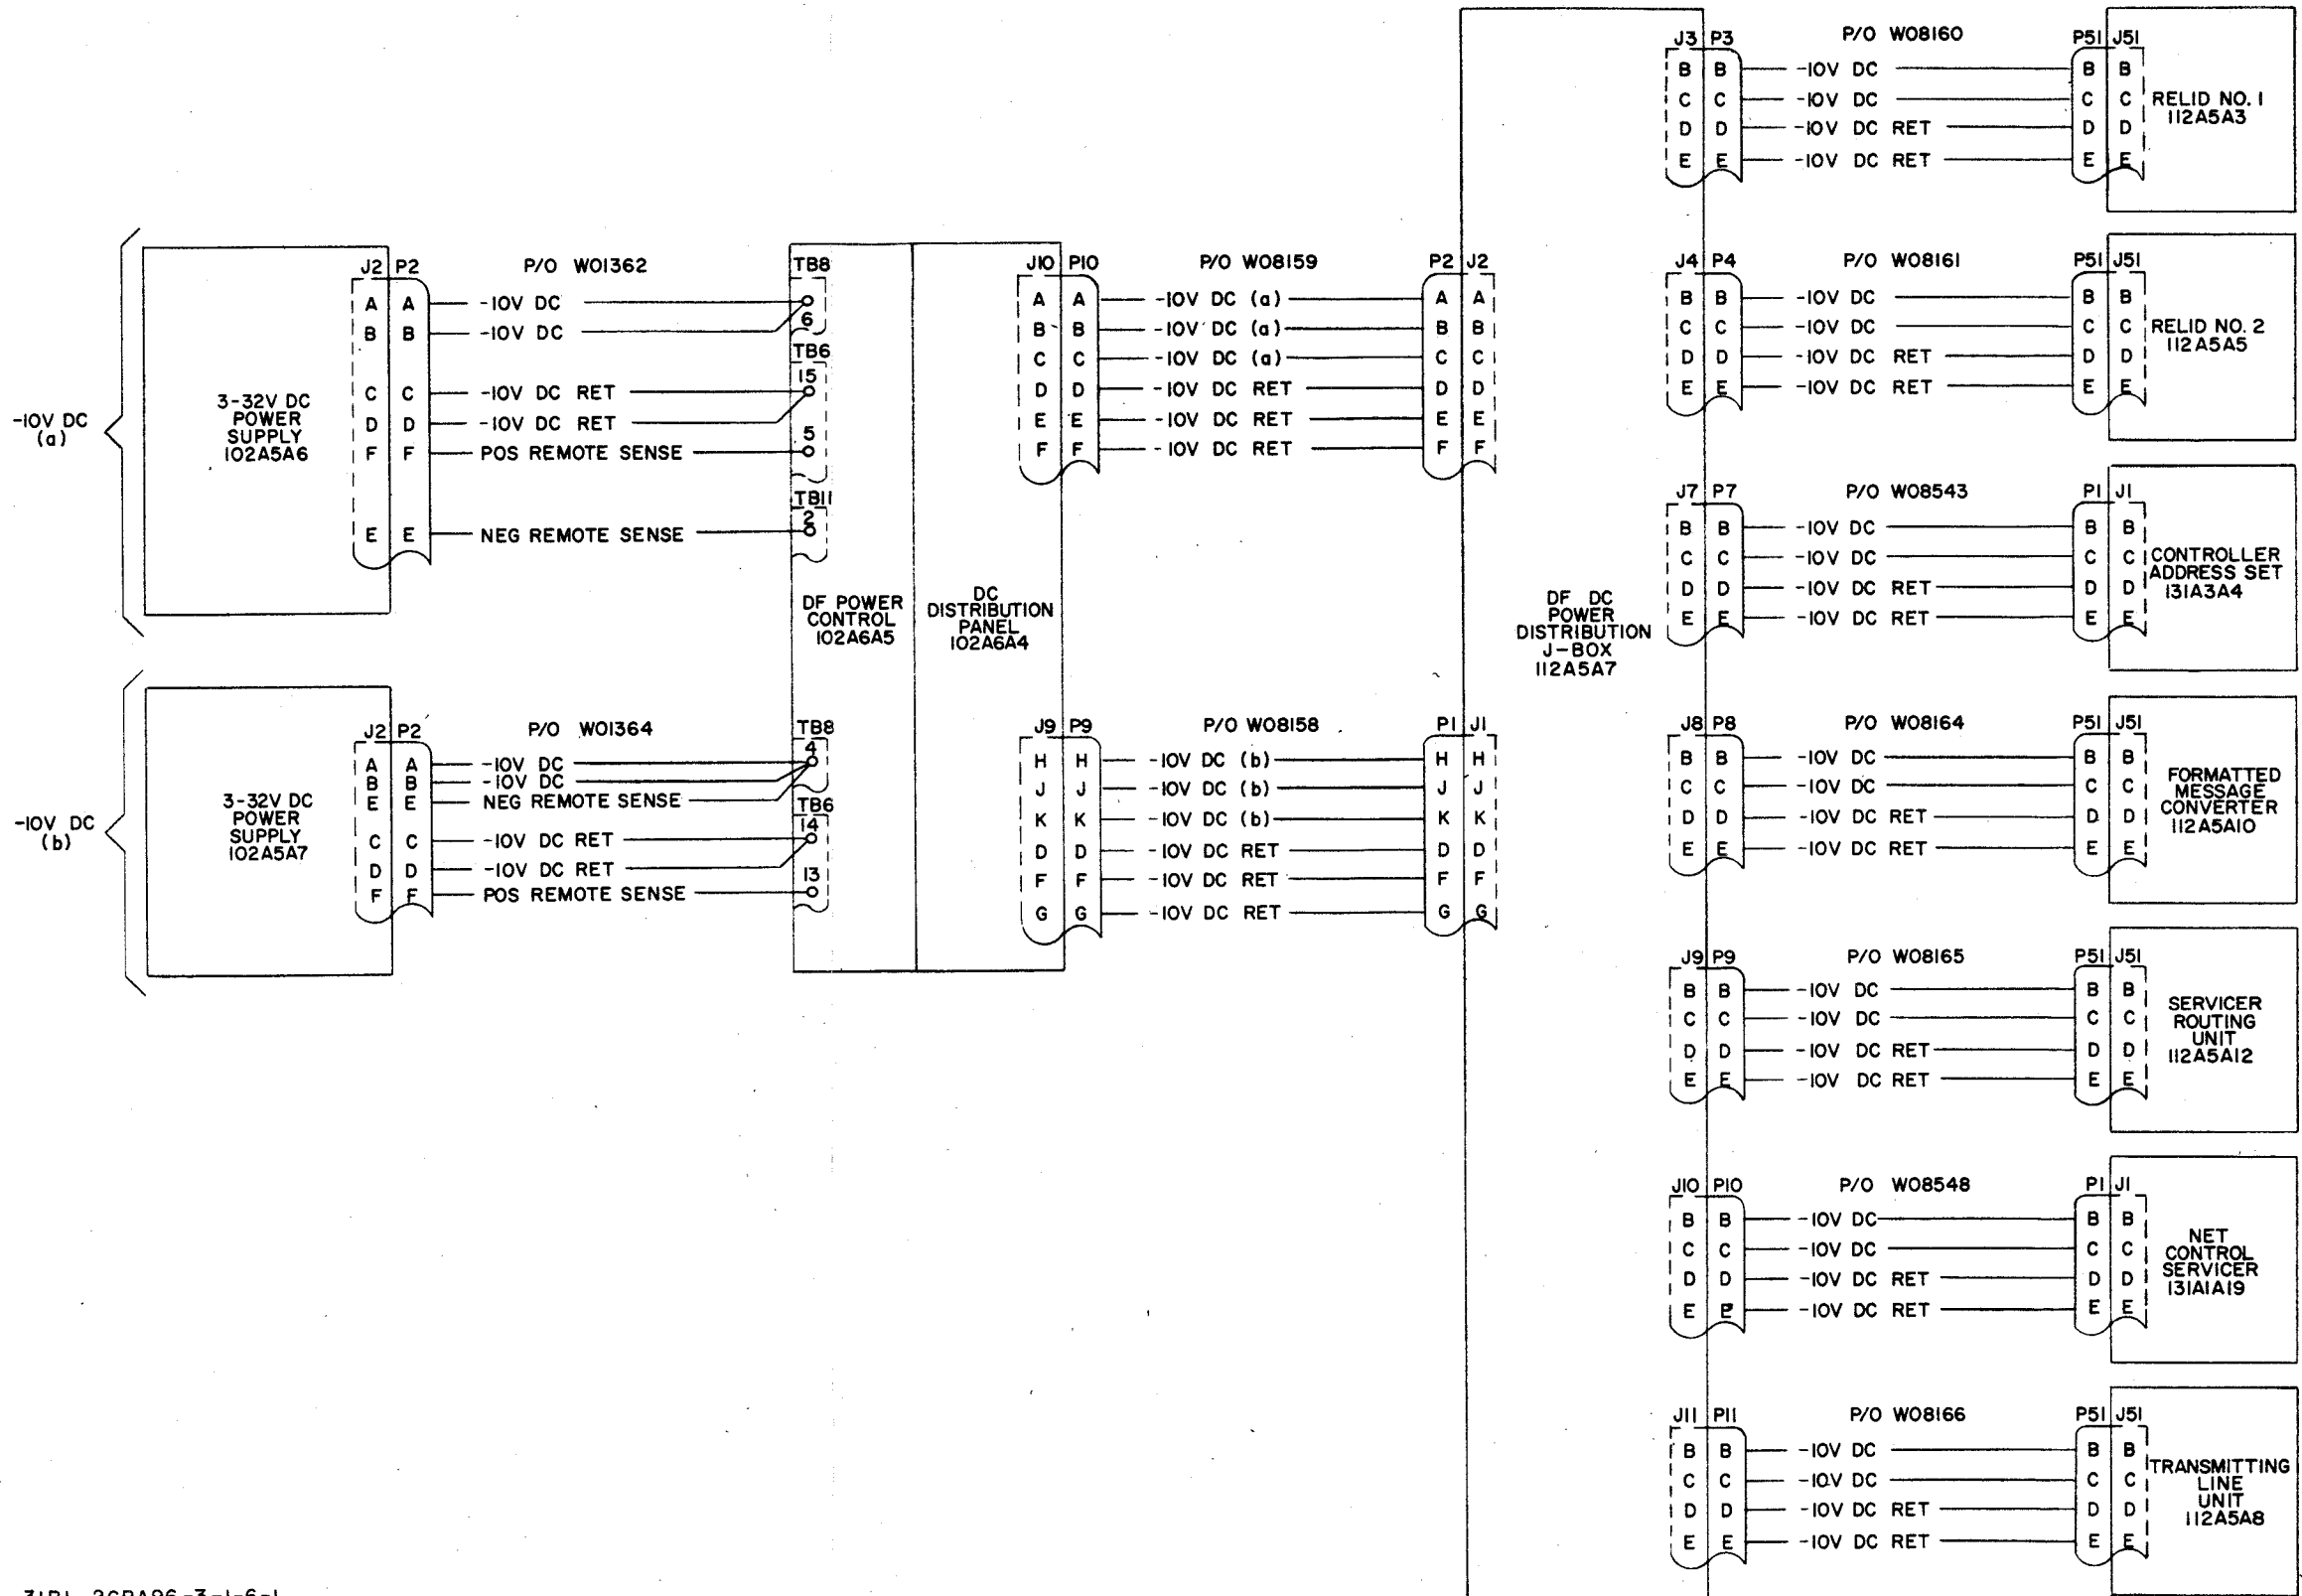 -10V DC
(a)
3-32V DC
POWER
SUPPLY
102A5A6
J2 P2
P/O W01362
A A -10V DC
B B -10V DC
C C -10V DC RET
D D -10V DC RET
F F POS REMOTE SENSE
E E NEG REMOTE SENSE
TB8
6
TB6
15
5
TB11
2
DF POWER
CONTROL
102A6A5
DC
DISTRIBUTION
PANEL
102A6A4
J10 P10
P/O W08159
P2 J2
A A -10V DC (a) A A
B B -10V DC (a) B B
C C -10V DC (a) C C
D D -10V DC RET D D
E E -10V DC RET E E
F F -10V DC RET F F
-10V DC
(b)
3-32V DC
POWER
SUPPLY
102A5A7
J2 P2
P/O W01364
A A -10V DC
B B -10V DC
E E NEG REMOTE SENSE
C C -10V DC RET
D D -10V DC RET
F F POS REMOTE SENSE
TB8
4
TB6
14
13
J9 P9
P/O W08158
P1 J1
H H -10V DC (b) H H
J J -10V DC (b) J J
K K -10V DC (b) K K
D D -10V DC RET D D
F F -10V DC RET F F
G G -10V DC RET G G
DF DC
POWER
DISTRIBUTION
J-BOX
112A5A7
J3 P3 P/O W08160 P51 J51
B B -10V DC B B
C C -10V DC C C
D D -10V DC RET D D
E E -10V DC RET E E
RELID NO. 1
112A5A3
J4 P4 P/O W08161 P51 J51
B B -10V DC B B
C C -10V DC C C
D D -10V DC RET D D
E E -10V DC RET E E
RELID NO. 2
112A5A5
J7 P7 P/O W08543 P1 J1
B B -10V DC B B
C C -10V DC C C
D D -10V DC RET D D
E E -10V DC RET E E
CONTROLLER
ADDRESS SET
131A3A4
J8 P8 P/O W08164 P51 J51
B B -10V DC B B
C C -10V DC C C
D D -10V DC RET D D
E E -10V DC RET E E
FORMATTED
MESSAGE
CONVERTER
112A5A10
J9 P9 P/O W08165 P51 J51
B B -10V DC B B
C C -10V DC C C
D D -10V DC RET D D
E E -10V DC RET E E
SERVICER
ROUTING
UNIT
112A5A12
J10 P10 P/O W08548 P1 J1
B B -10V DC B B
C C -10V DC C C
D D -10V DC RET D D
E E -10V DC RET E E
NET
CONTROL
SERVICER
131A1A19
J11 P11 P/O W08166 P51 J51
B B -10V DC B B
C C -10V DC C C
D D -10V DC RET D D
E E -10V DC RET E E
TRANSMITTING
LINE
UNIT
112A5A8